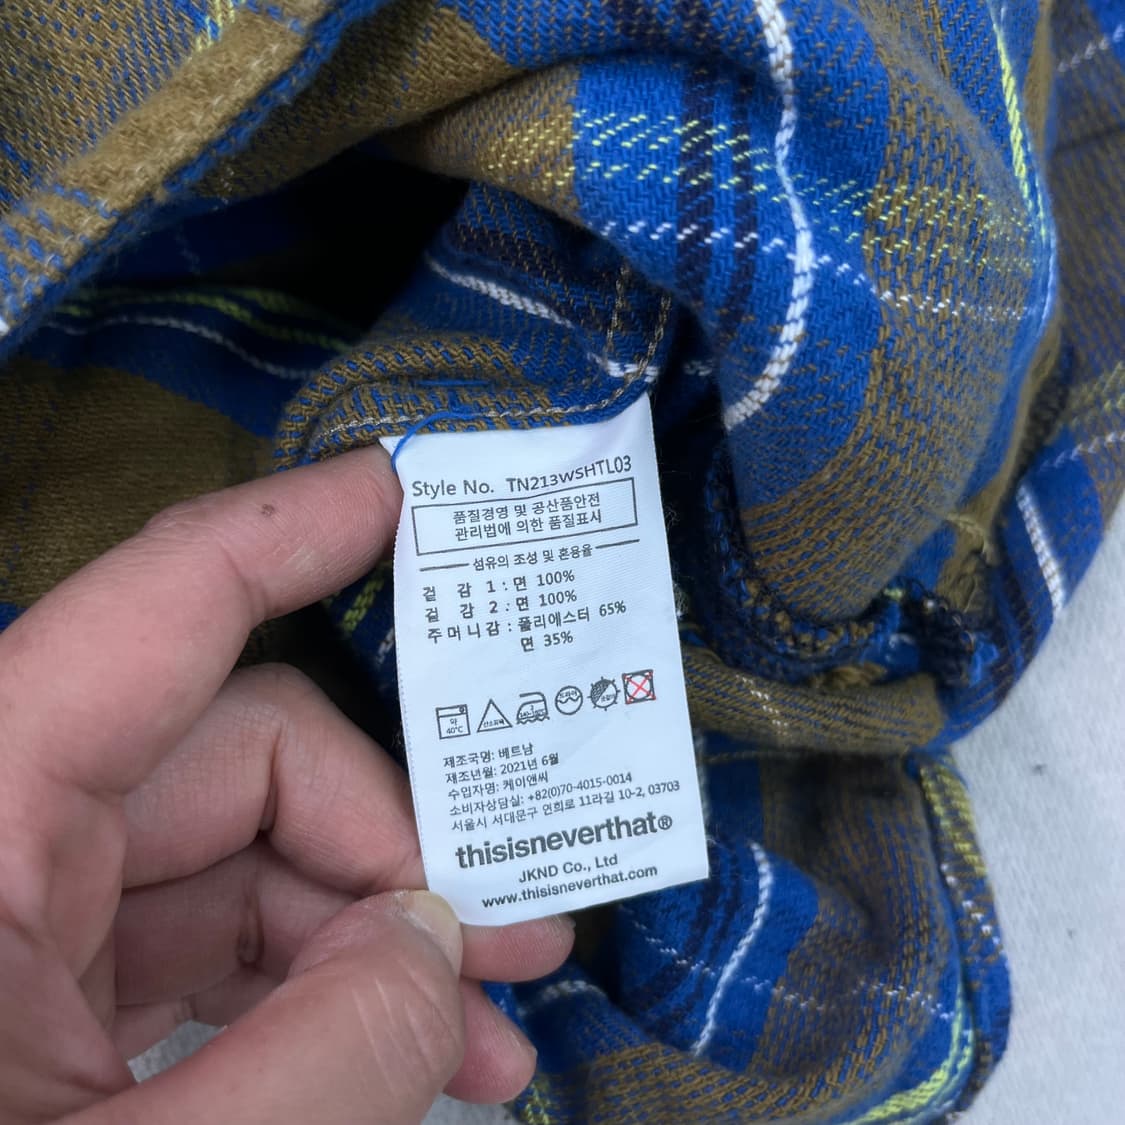 Style No. TN213WSHTL03
품질경영 및 공산품안전
관리법에 의한 품질표시
섬유의 조성 및 혼용율
겉 감 1 : 면 100%
겉 감 2 : 면 100%
주머니감 : 폴리에스터 65%
면 35%
약
40℃
드라이
제조국명: 베트남
제조년월: 2021년 6월
수입자명: 케이앤씨
소비자상담실: +82(0)70-4015-0014
서울시 서대문구 연희로 11라길 10-2, 03703
thisisneverthat®
JKND Co., Ltd
www.thisisneverthat.com